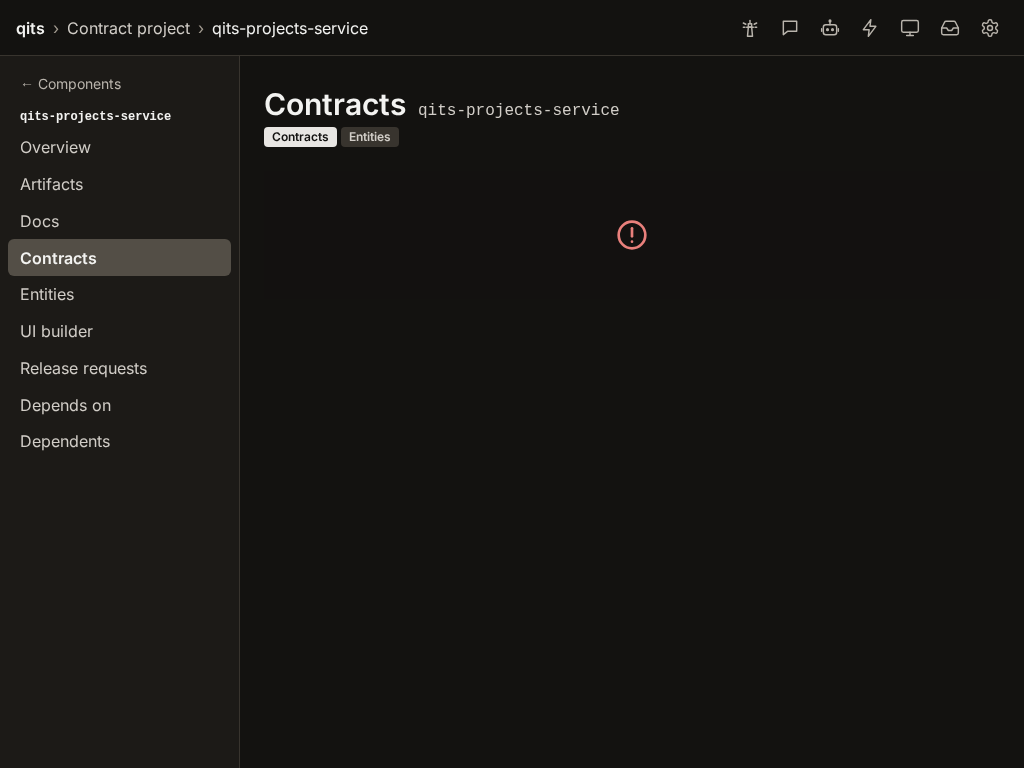 qits › Contract project › qits-projects-service
← Components
qits-projects-service
Overview
Artifacts
Docs
Contracts
Entities
UI builder
Release requests
Depends on
Dependents
Contracts qits-projects-service
Contracts Entities